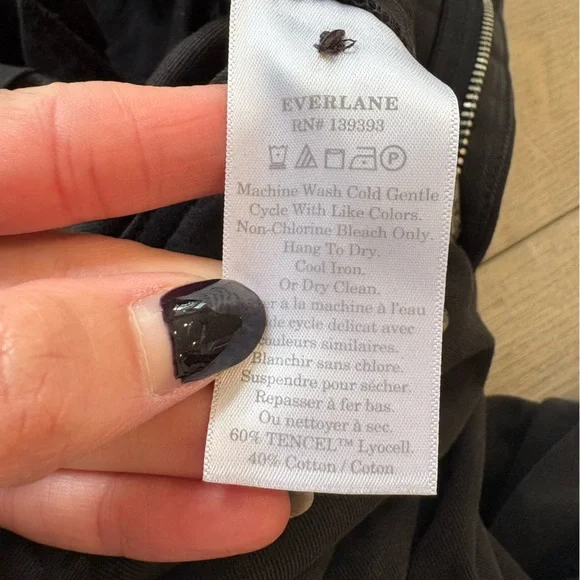 EVERLANE
RN# 139393
P
Machine Wash Cold Gentle
Cycle With Like Colors.
Non-Chlorine Bleach Only.
Hang To Dry.
Cool Iron.
Or Dry Clean.
à la machine à l'eau
cycle délicat avec
couleurs similaires.
Blanchir sans chlore.
Suspendre pour sécher.
Repasser à fer bas.
Ou nettoyer à sec.
60% TENCEL™ Lyocell.
40% Cotton / Coton